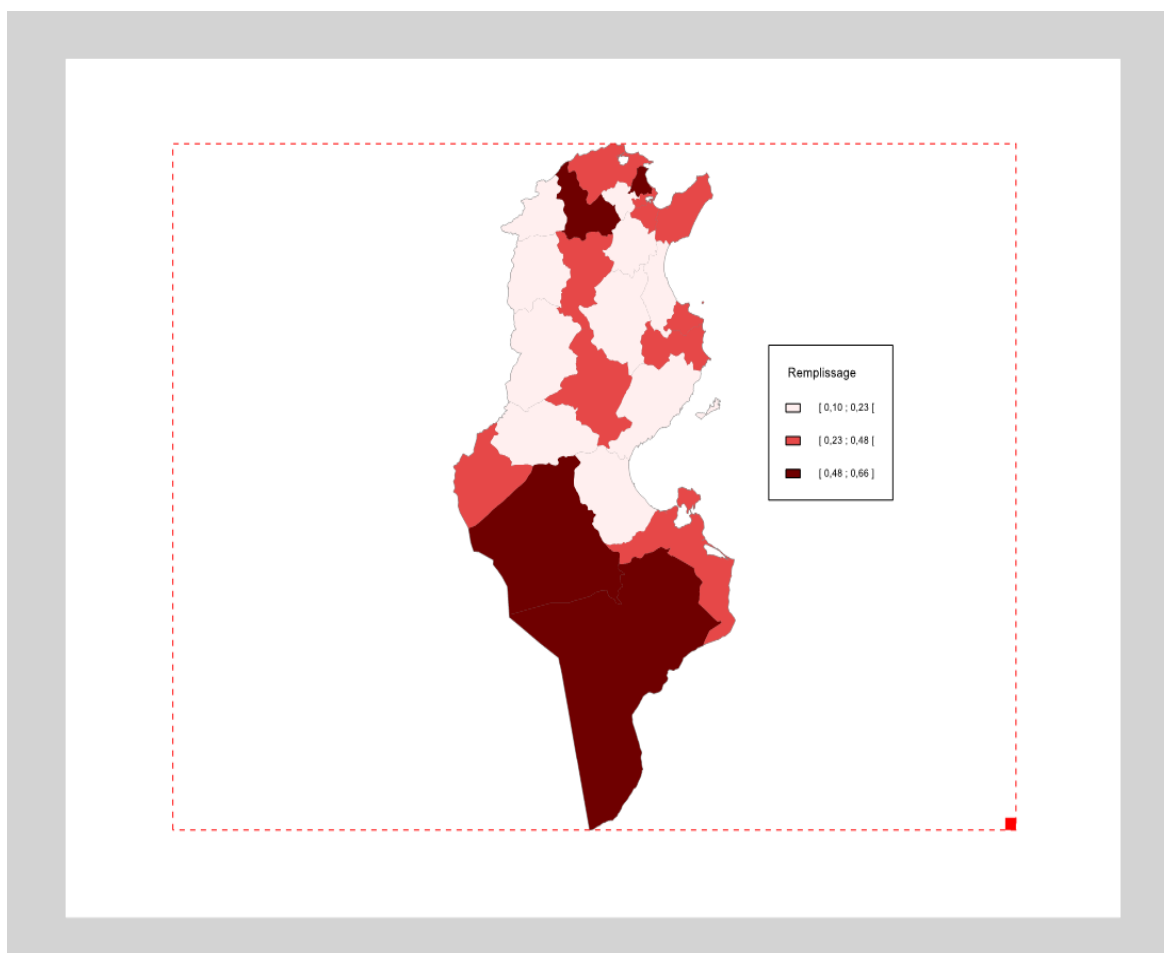 Remplissage
[ 0,10 ; 0,23 [
[ 0,23 ; 0,48 [
[ 0,48 ; 0,66 ]